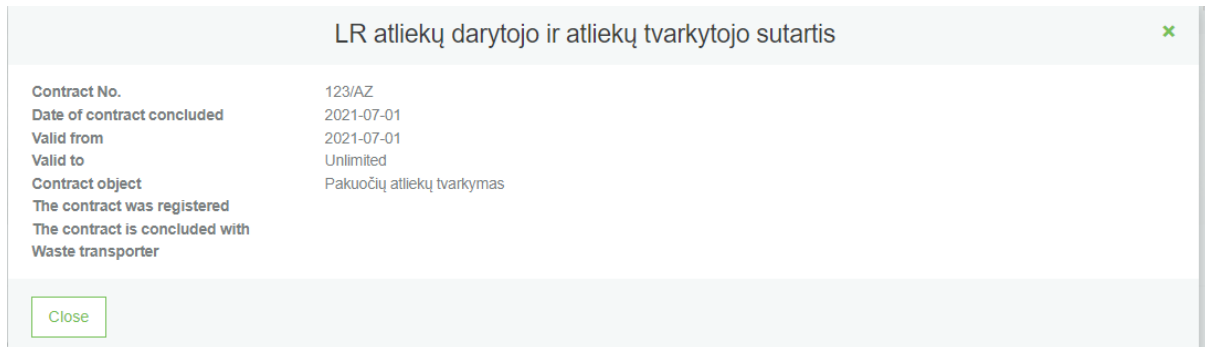 LR atliekų darytojo ir atliekų tvarkytojo sutartis ×
Contract No. 123/AZ
Date of contract concluded 2021-07-01
Valid from 2021-07-01
Valid to Unlimited
Contract object Pakuočių atliekų tvarkymas
The contract was registered
The contract is concluded with
Waste transporter
Close